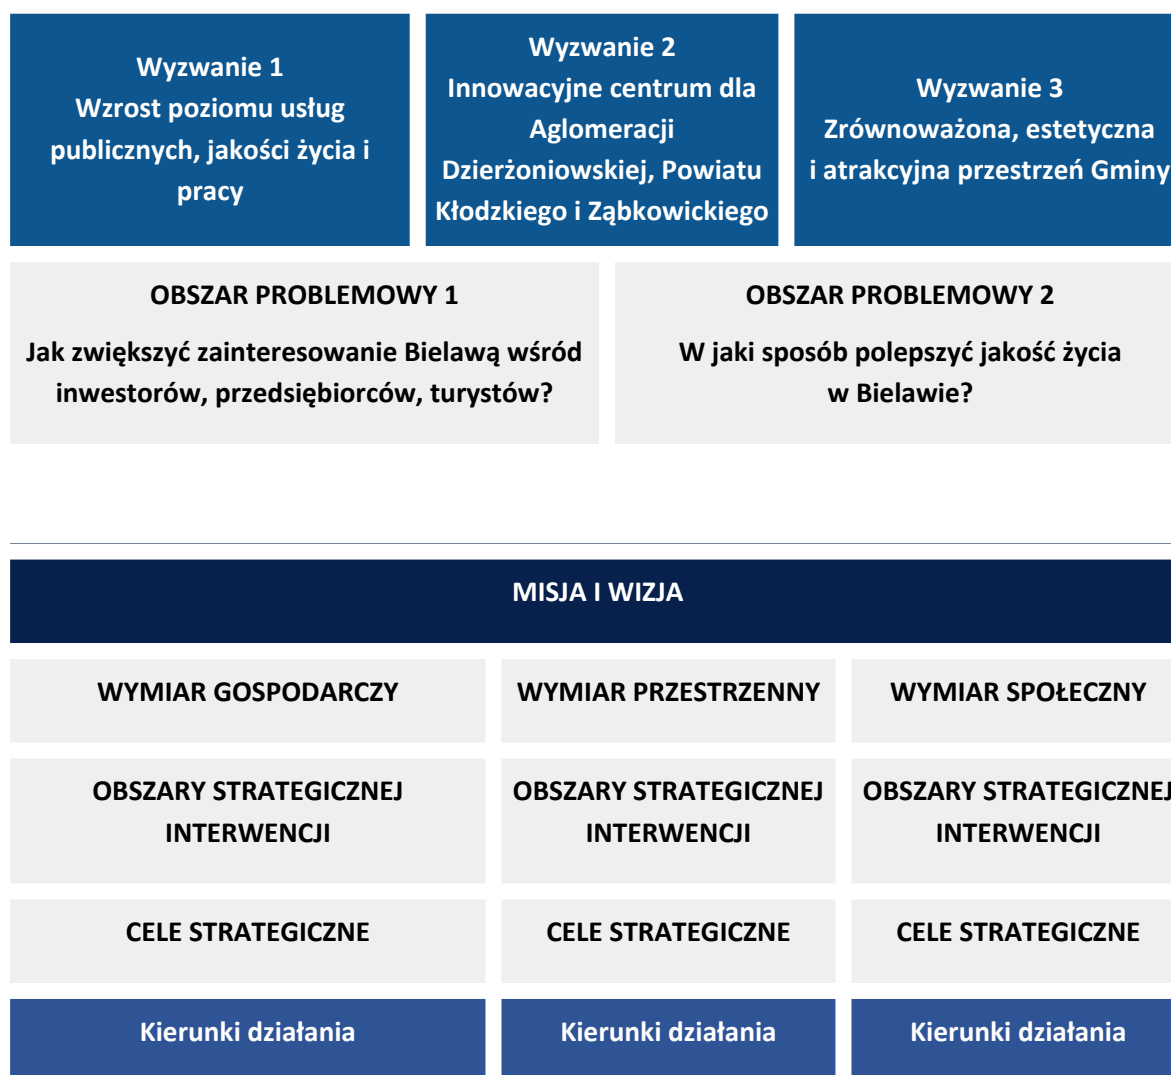 Wyzwanie 1
Wzrost poziomu usług
publicznych, jakości życia i
pracy
Wyzwanie 2
Innowacyjne centrum dla
Aglomeracji
Dzierżoniowskiej, Powiatu
Kłodzkiego i Ząbkowickiego
Wyzwanie 3
Zrównoważona, estetyczna
i atrakcyjna przestrzeń Gminy
OBSZAR PROBLEMOWY 1
Jak zwiększyć zainteresowanie Bielawą wśród
inwestorów, przedsiębiorców, turystów?
OBSZAR PROBLEMOWY 2
W jaki sposób polepszyć jakość życia
w Bielawie?
MISJA I WIZJA
WYMIAR GOSPODARCZY
WYMIAR PRZESTRZENNY
WYMIAR SPOŁECZNY
OBSZARY STRATEGICZNEJ
INTERWENCJI
OBSZARY STRATEGICZNEJ
INTERWENCJI
OBSZARY STRATEGICZNEJ
INTERWENCJI
CELE STRATEGICZNE
CELE STRATEGICZNE
CELE STRATEGICZNE
Kierunki działania
Kierunki działania
Kierunki działania